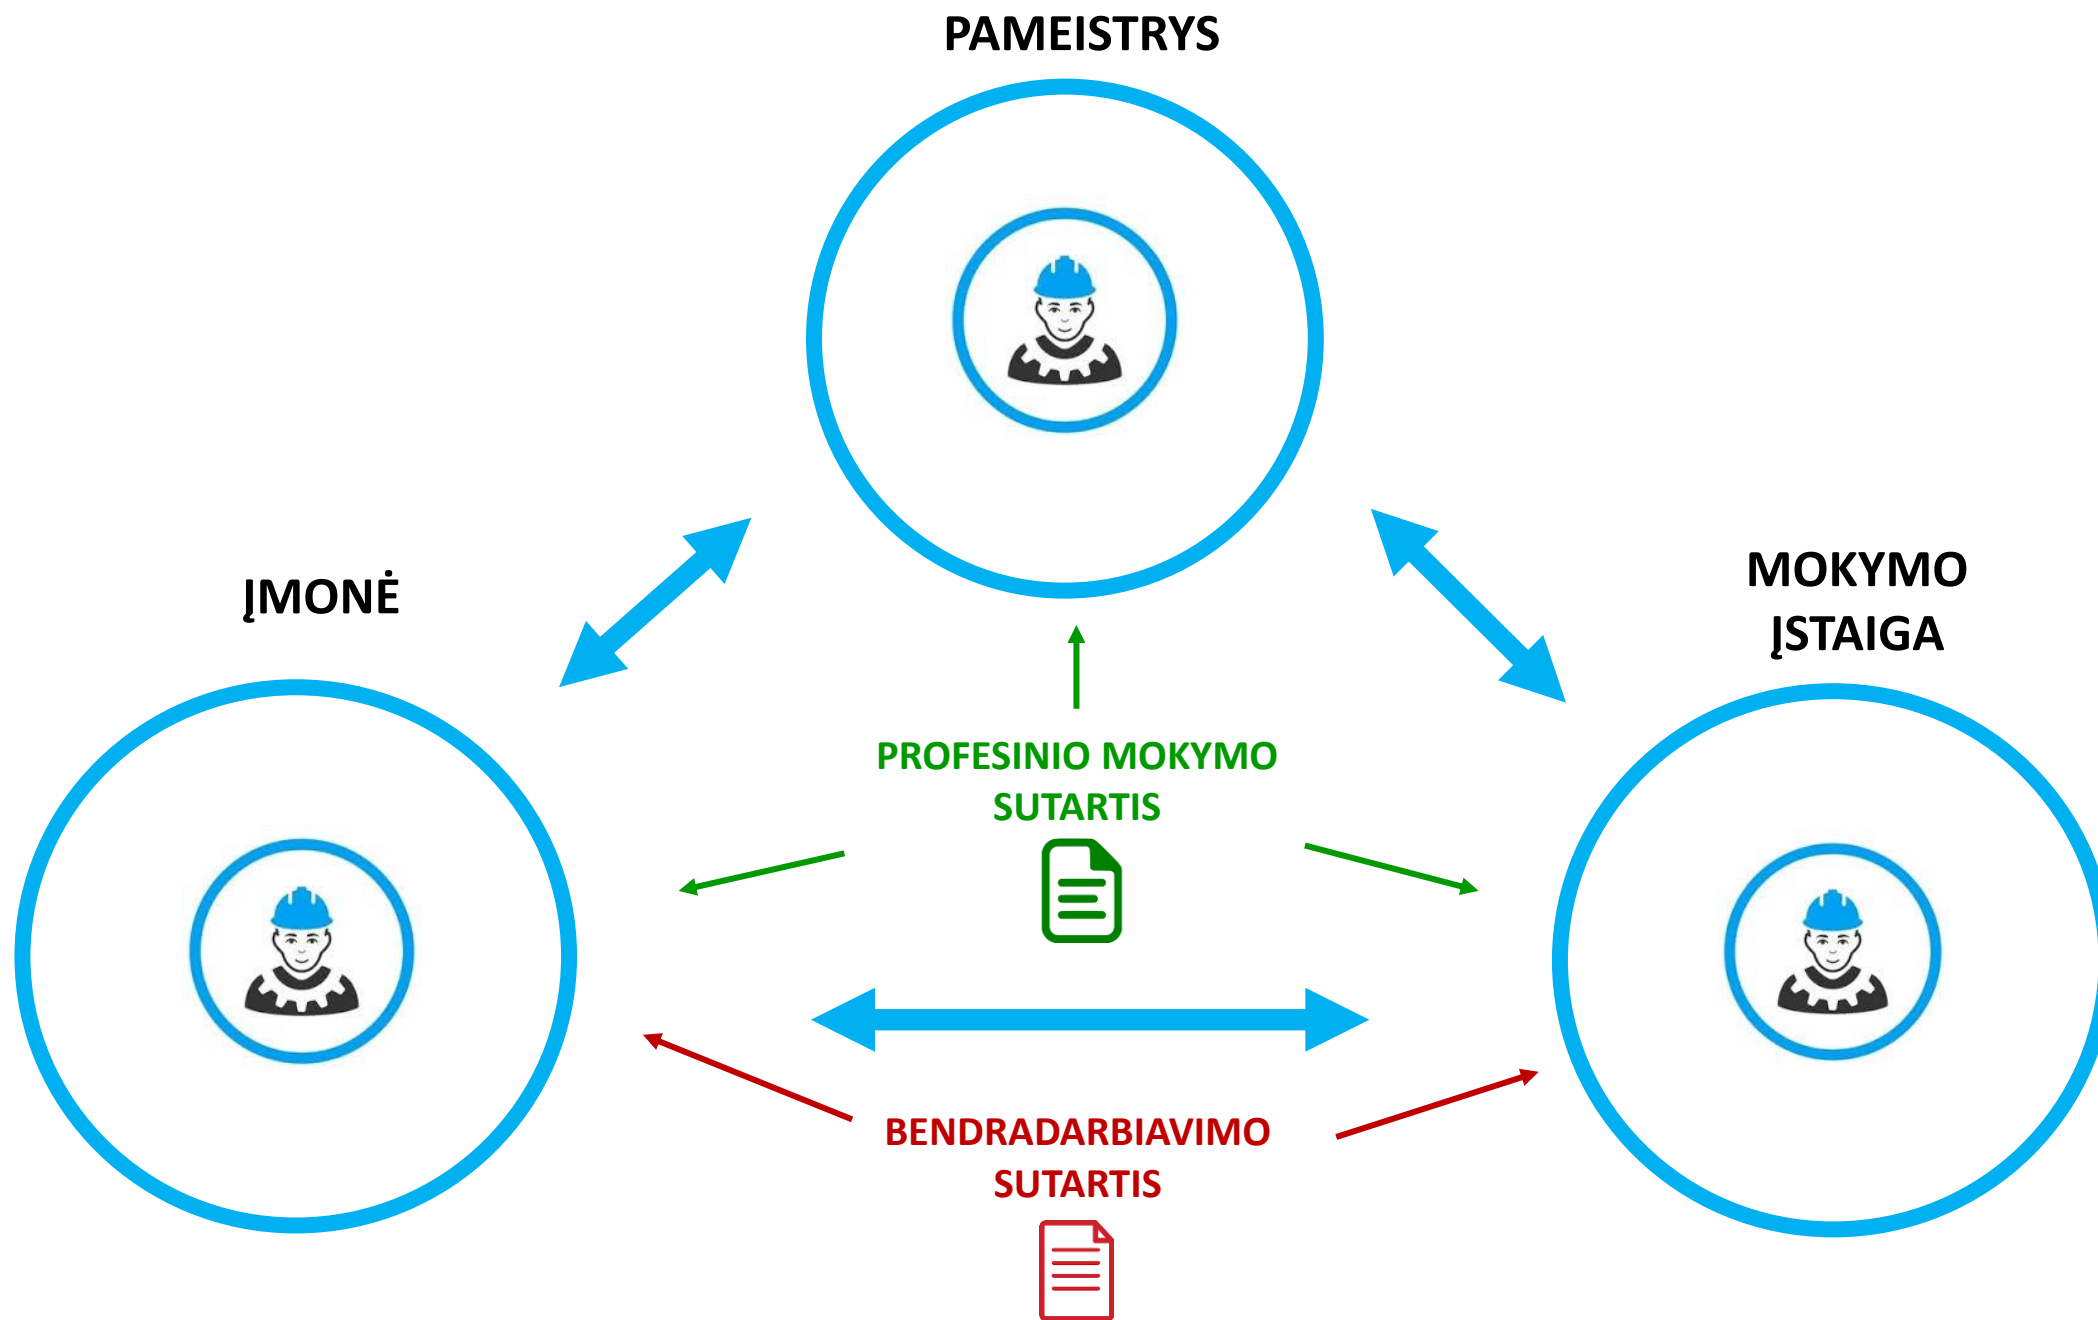 PAMEISTRYS
ĮMONĖ
MOKYMO
ĮSTAIGA
PROFESINIO MOKYMO
SUTARTIS
BENDRADARBIAVIMO
SUTARTIS